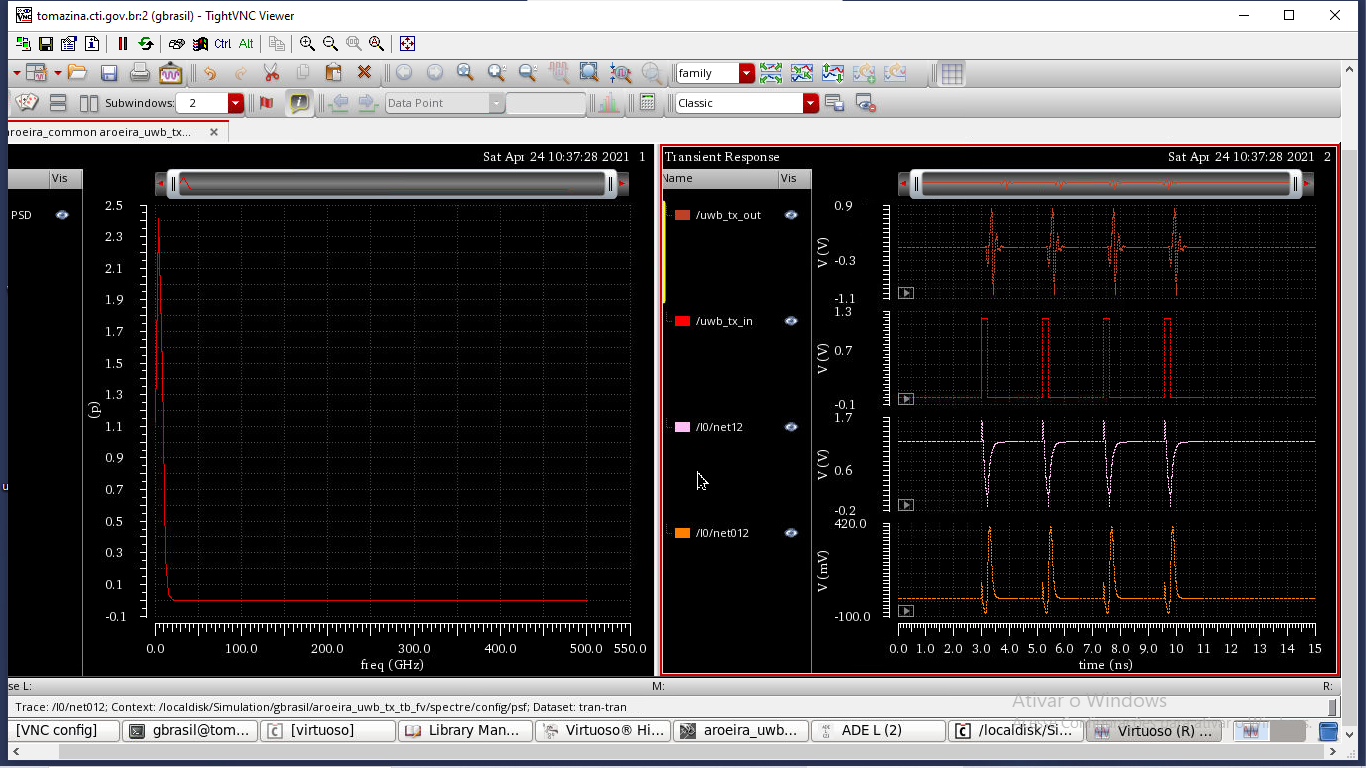 tomazina.cti.gov.br:2 (gbrasil) - TightVNC Viewer
Ctrl Alt
family
Subwindows: 2 Data Point Classic
aroeira_common aroeira_uwb_tx...
Sat Apr 24 10:37:28 2021 1
Vis
PSD
2.5
2.3
2.1
1.9
1.7
1.5
1.3
1.1
0.9
0.7
0.5
0.3
0.1
-0.1
(p)
0.0 100.0 200.0 300.0 400.0 500.0 550.0
freq (GHz)
Transient Response Sat Apr 24 10:37:28 2021 2
Name Vis
/uwb_tx_out
0.9
-0.3
-1.1
V (V)
/uwb_tx_in
1.3
0.7
-0.1
V (V)
/I0/net12
1.7
0.6
-0.2
V (V)
/I0/net012
420.0
-100.0
V (mV)
0.0 1.0 2.0 3.0 4.0 5.0 6.0 7.0 8.0 9.0 10 11 12 13 14 15
time (ns)
se L: M: R:
Trace: /I0/net012; Context: /localdisk/Simulation/gbrasil/aroeira_uwb_tx_tb_fv/spectre/config/psf; Dataset: tran-tran
Ativar o Windows
[VNC config] gbrasil@tom... [virtuoso] Library Man... Virtuoso® Hi... aroeira_uwb... ADE L (2) /localdisk/Si... Virtuoso (R) ...